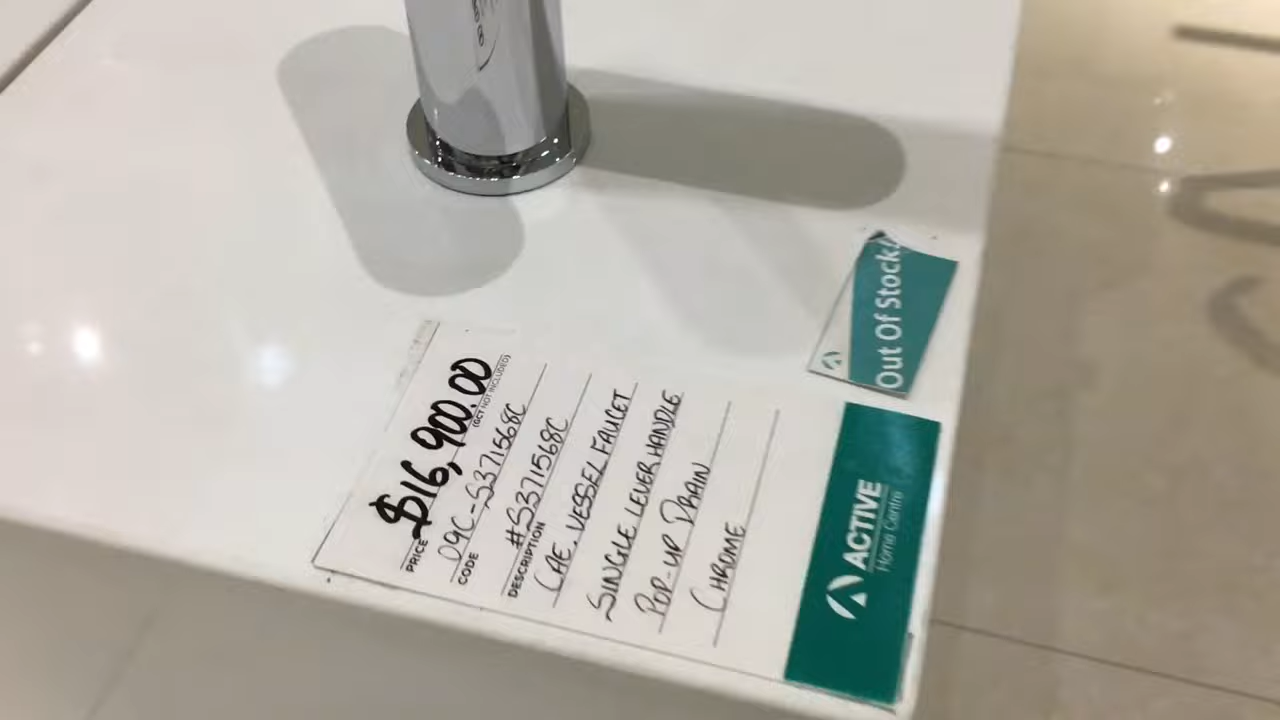 $16,900.00
PRICE (GCT NOT INCLUDED)
D9C-S371568C
CODE
#S371568C
DESCRIPTION
CAE. VESSEL FAUCET
SINGLE LEVER HANDLE
POP-UP DRAIN
CHROME
ACTIVE
Home Centre
Out Of Stock!